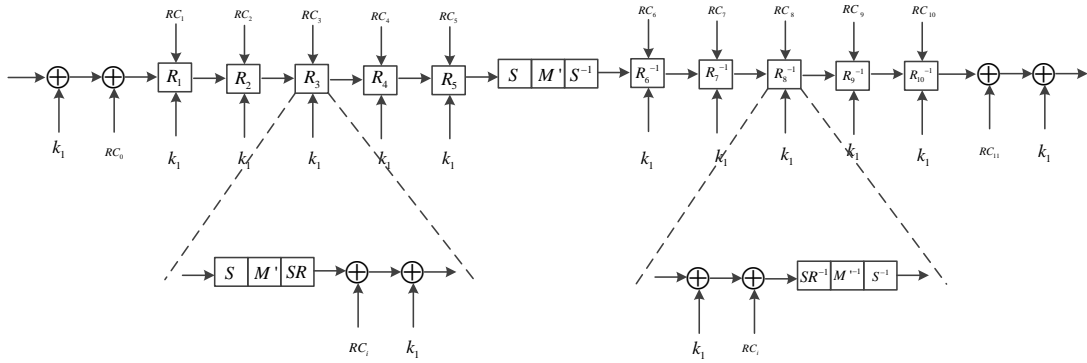 RC₁ RC₂ RC₃ RC₄ RC₅ RC₆ RC₇ RC₈ RC₉ RC₁₀
R₁ R₂ R₃ R₄ R₅ S M' S⁻¹ R₆⁻¹ R₇⁻¹ R₈⁻¹ R₉⁻¹ R₁₀⁻¹
k₁ RC₀ k₁ k₁ k₁ k₁ k₁ k₁ k₁ k₁ k₁ k₁ RC₁₁ k₁
S M' SR SR⁻¹ M'⁻¹ S⁻¹
RCᵢ k₁ k₁ RCᵢ